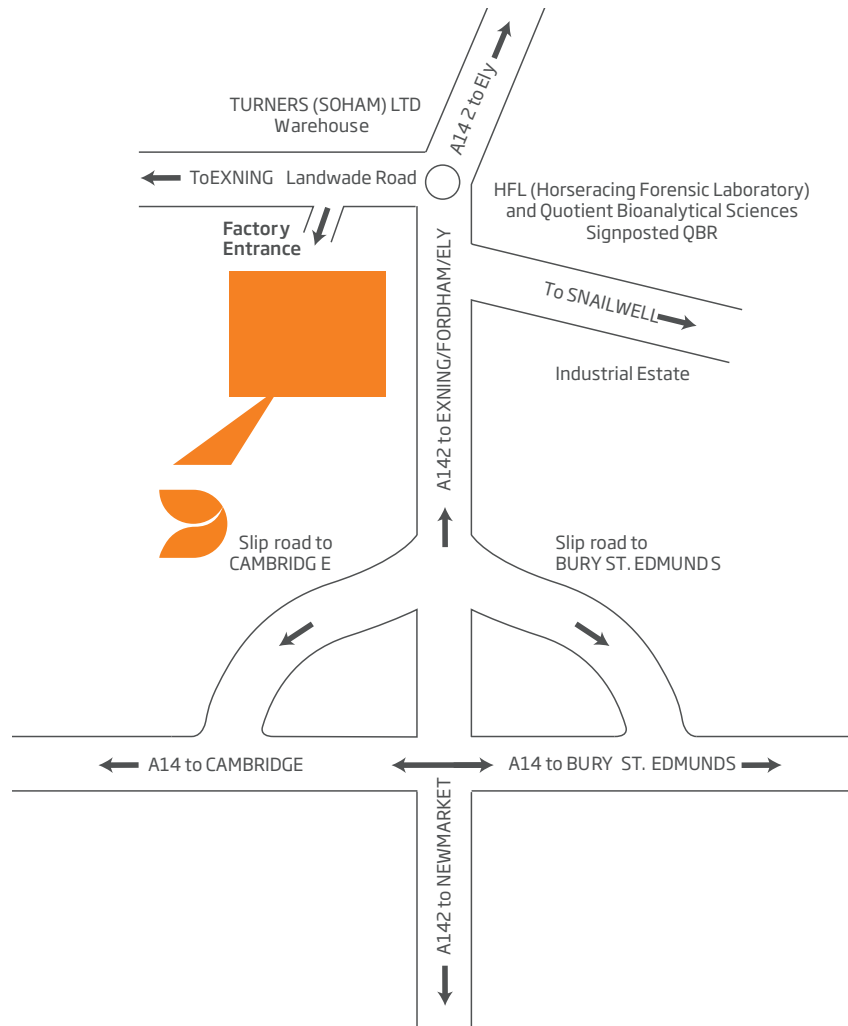 A14 2 to Ely
TURNERS (SOHAM) LTD
Warehouse
ToEXNING Landwade Road
HFL (Horseracing Forensic Laboratory)
and Quotient Bioanalytical Sciences
Signposted QBR
Factory
Entrance
A142 to EXNING/FORDHAM/ELY
To SNAILWELL
Industrial Estate
Slip road to
CAMBRIDG E
Slip road to
BURY ST. EDMUND S
A14 to CAMBRIDGE
A14 to BURY ST. EDMUNDS
A142 to NEWMARKET